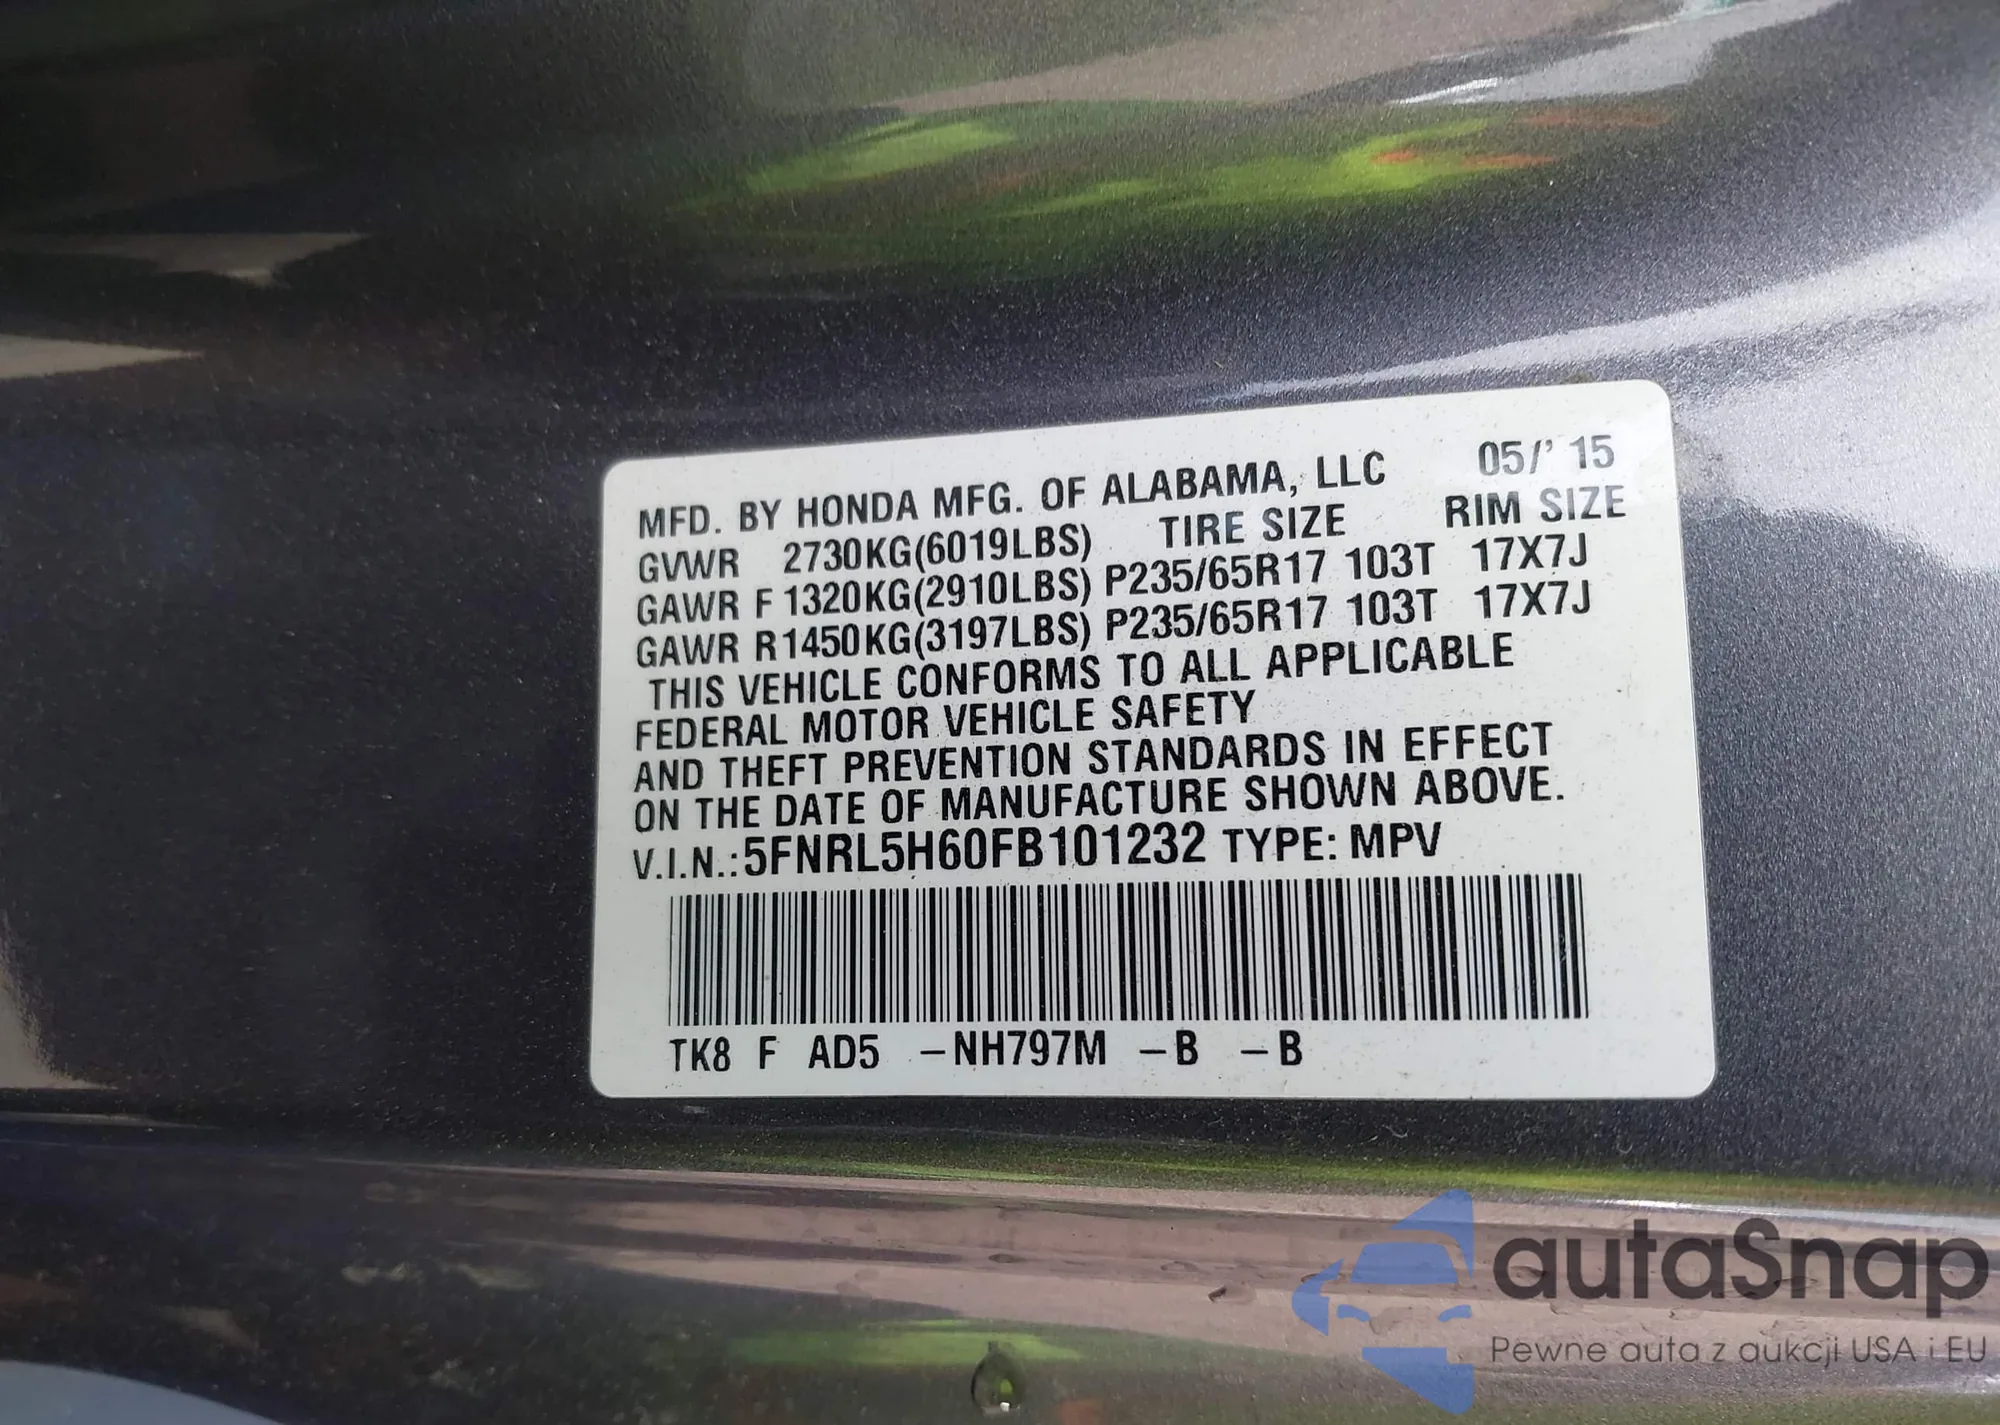 MFD. BY HONDA MFG. OF ALABAMA, LLC 05/' 15
GVWR 2730KG(6019LBS) TIRE SIZE RIM SIZE
GAWR F 1320KG(2910LBS) P235/65R17 103T 17X7J
GAWR R1450KG(3197LBS) P235/65R17 103T 17X7J
THIS VEHICLE CONFORMS TO ALL APPLICABLE
FEDERAL MOTOR VEHICLE SAFETY
AND THEFT PREVENTION STANDARDS IN EFFECT
ON THE DATE OF MANUFACTURE SHOWN ABOVE.
V.I.N.:5FNRL5H60FB101232 TYPE: MPV
TK8 F AD5 –NH797M –B –B
autaSnap
Pewne auta z aukcji USA i EU